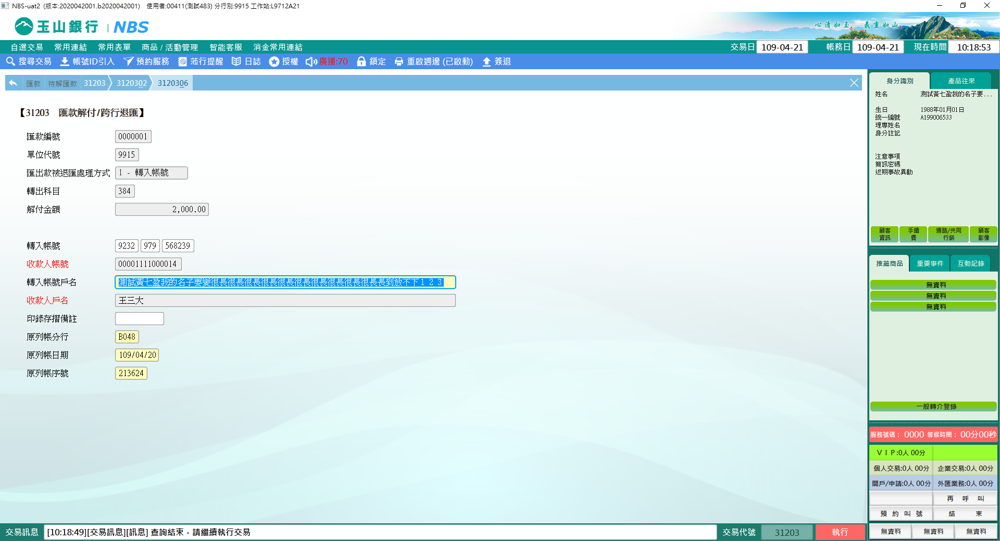 NBS-uat2 (版本:2020042001.b2020042001) 使用者:00411(測試483) 分行別:9915 工作站:L9712A21
玉山銀行 | NBS
心清如玉 義重如山
自選交易 常用連結 常用表單 商品 / 活動管理 智能客服 消金常用連結 交易日 109-04-21 帳務日 109-04-21 現在時間 10:18:53
搜尋交易 帳號ID引入 預約服務 蒞行提醒 日誌 授權 廣播:70 鎖定 重啟週邊 (已啟動) 簽退
匯款 待解匯款 31203 3120302 3120306
【31203 匯款解付/跨行退匯】
匯款編號 0000001
單位代號 9915
匯出款被退匯處理方式 1 - 轉入帳號
轉出科目 384
解付金額 2,000.00
轉入帳號 9232 979 568239
收款人帳號 00001111000014
轉入帳號戶名 測試黃七盈我的名子要變很長很長很長很長很長很長很長很長很長很長長到放不下１２３
收款人戶名 王三大
印錄存摺備註
原列帳分行 B048
原列帳日期 109/04/20
原列帳序號 213624
身分識別 產品往來
姓名 測試黃七盈我的名子要...
生日 1988年01月01日
統一編號 A199006533
理專姓名
身分註記
注意事項
簡訊密碼
近期事故異動
顧客資訊 手續費 通路/共同行銷 顧客影像
推薦商品 重要事件 互動記錄
無資料
無資料
無資料
一般轉介登錄
服務號碼： 0000 等候時間： 00分00秒
ＶＩＰ:0人 00分
個人交易:0人 00分 企業交易:0人 00分
開戶/申請:0人 00分 外匯業務:0人 00分
再 呼 叫
預 約 叫 號 結 束
無資料 無資料 無資料
交易訊息 [10:18:49][交易訊息][訊息] 查詢結束，請繼續執行交易 交易代號 31203 執行